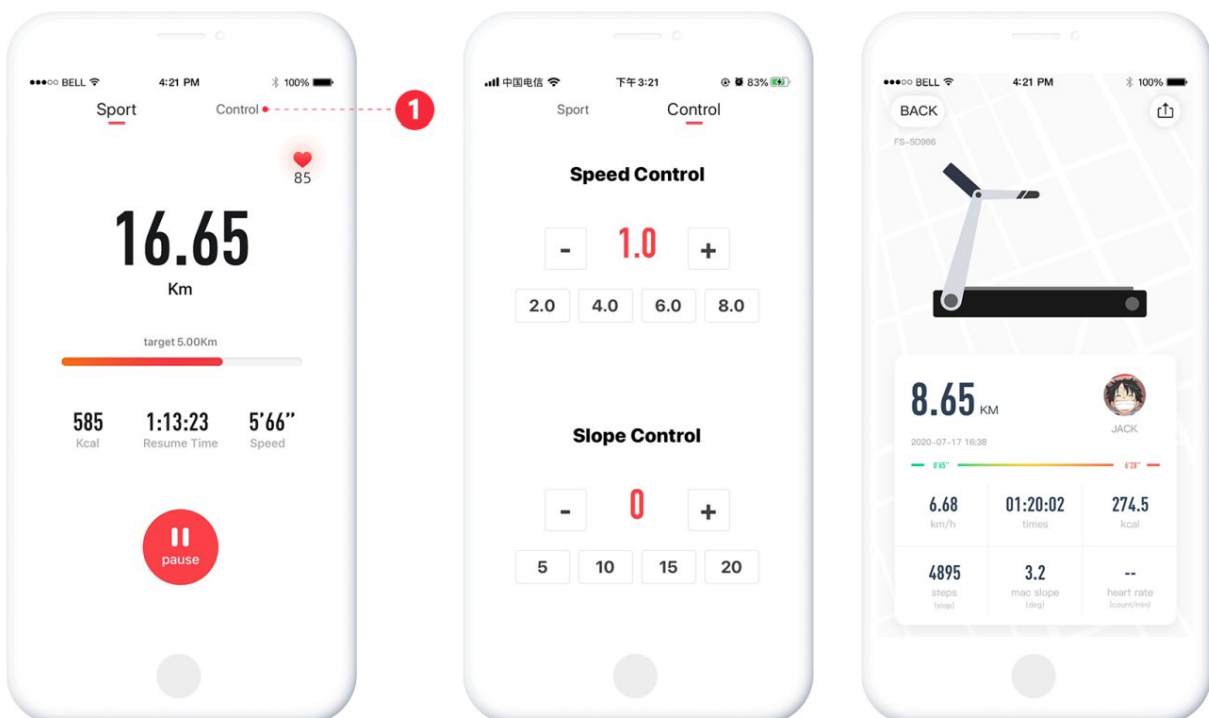 BELL 4:21 PM 100%
Sport Control
1
85
16.65
Km
target 5.00Km
585 1:13:23 5'66"
Kcal Resume Time Speed
pause
中国电信 下午3:21 83%
Sport Control
Speed Control
- 1.0 +
2.0 4.0 6.0 8.0
Slope Control
- 0 +
5 10 15 20
BELL 4:21 PM 100%
BACK
FS-5D986
8.65 KM
JACK
2020-07-17 16:38
8'65" 6'28"
6.68 01:20:02 274.5
km/h times kcal
4895 3.2 --
steps mac slope heart rate
(step) (deg) (count/min)